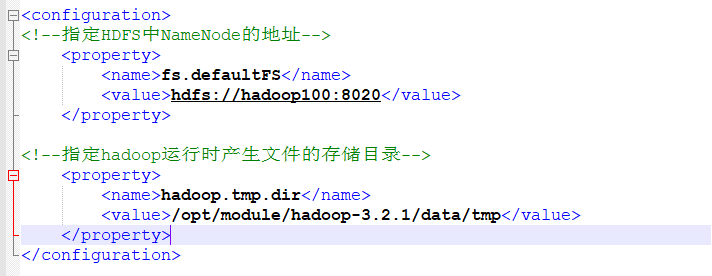 <configuration>
<!--指定HDFS中NameNode的地址-->
<property>
<name>fs.defaultFS</name>
<value>hdfs://hadoop100:8020</value>
</property>
<!--指定hadoop运行时产生文件的存储目录-->
<property>
<name>hadoop.tmp.dir</name>
<value>/opt/module/hadoop-3.2.1/data/tmp</value>
</property>
</configuration>